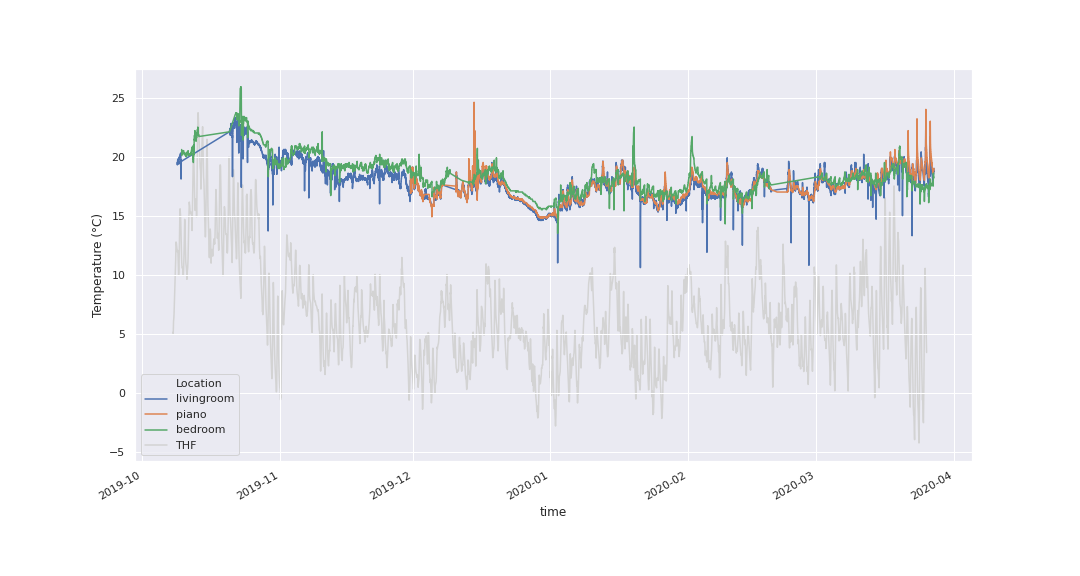 25
20
15
10
5
0
−5
Temperature (°C)
Location
livingroom
piano
bedroom
THF
2019-10
2019-11
2019-12
2020-01
2020-02
2020-03
2020-04
time